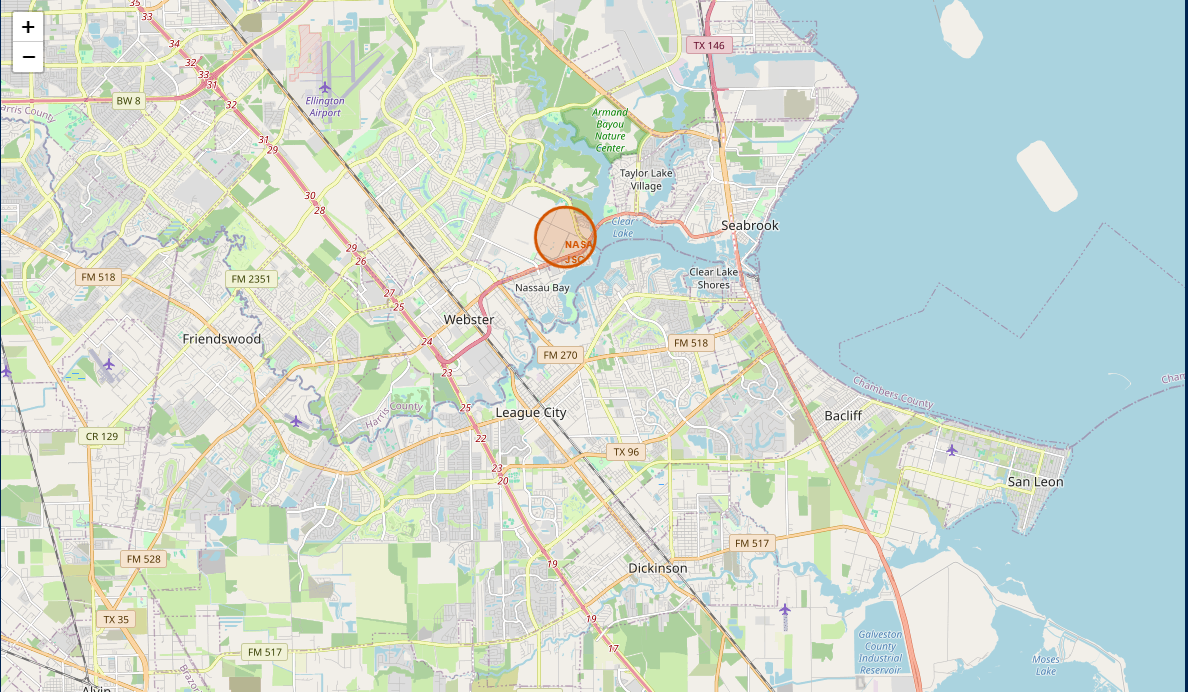 +
−
35
33
34
32
33
31
32
31
29
30
28
29
26
27
25
24
23
25
22
23
20
19
19
17
TX 146
BW 8
Harris County
Ellington
Airport
Armand
Bayou
Nature
Center
Taylor Lake
Village
Clear
Lake
Seabrook
NASA
JSC
FM 518
FM 2351
Nassau Bay
Clear Lake
Shores
Webster
Friendswood
FM 270
FM 518
Harris County
League City
Chambers County
Cham
Bacliff
CR 129
TX 96
San Leon
FM 528
FM 517
Dickinson
TX 35
FM 517
Galveston
County
Industrial
Reservoir
Moses
Lake
Brazo
Alvin